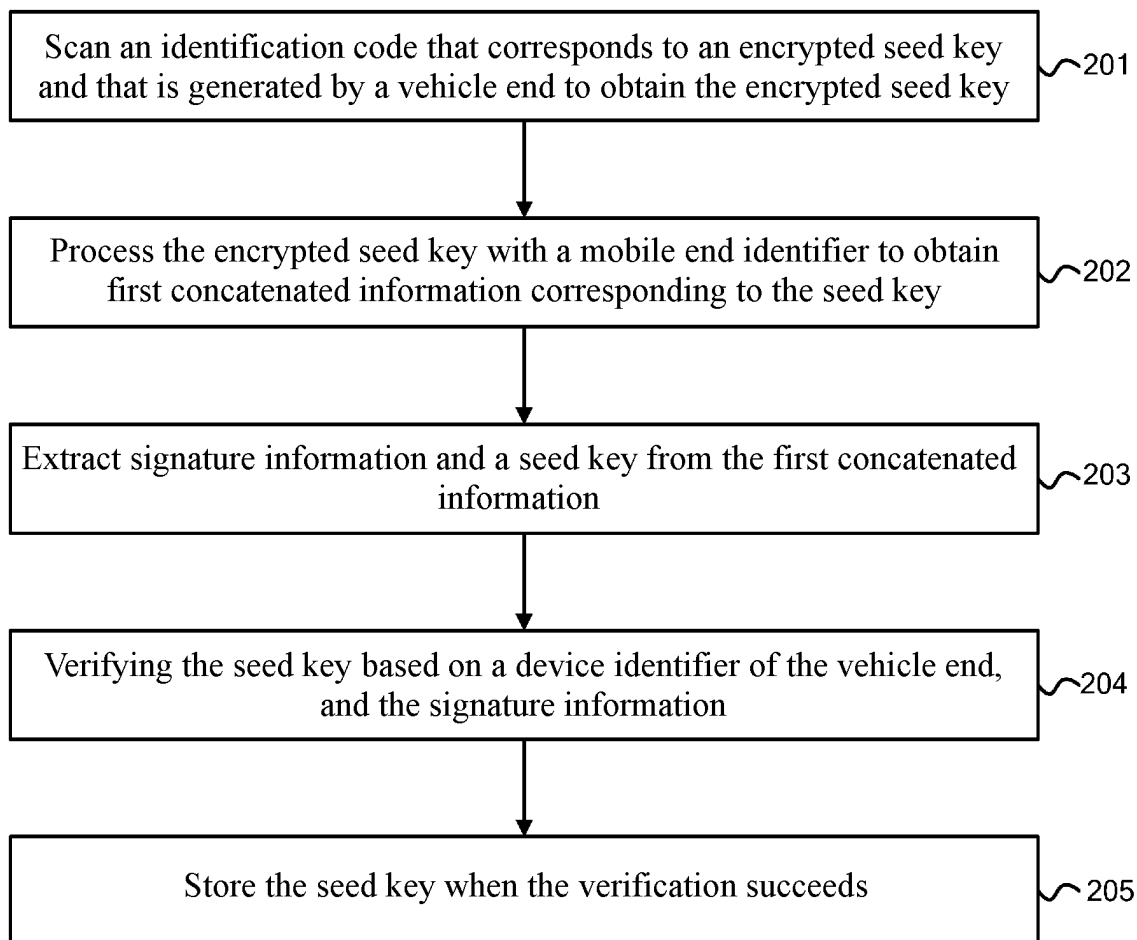 Scan an identification code that corresponds to an encrypted seed key
and that is generated by a vehicle end to obtain the encrypted seed key
201
Process the encrypted seed key with a mobile end identifier to obtain
first concatenated information corresponding to the seed key
202
Extract signature information and a seed key from the first concatenated
information
203
Verifying the seed key based on a device identifier of the vehicle end,
and the signature information
204
Store the seed key when the verification succeeds
205